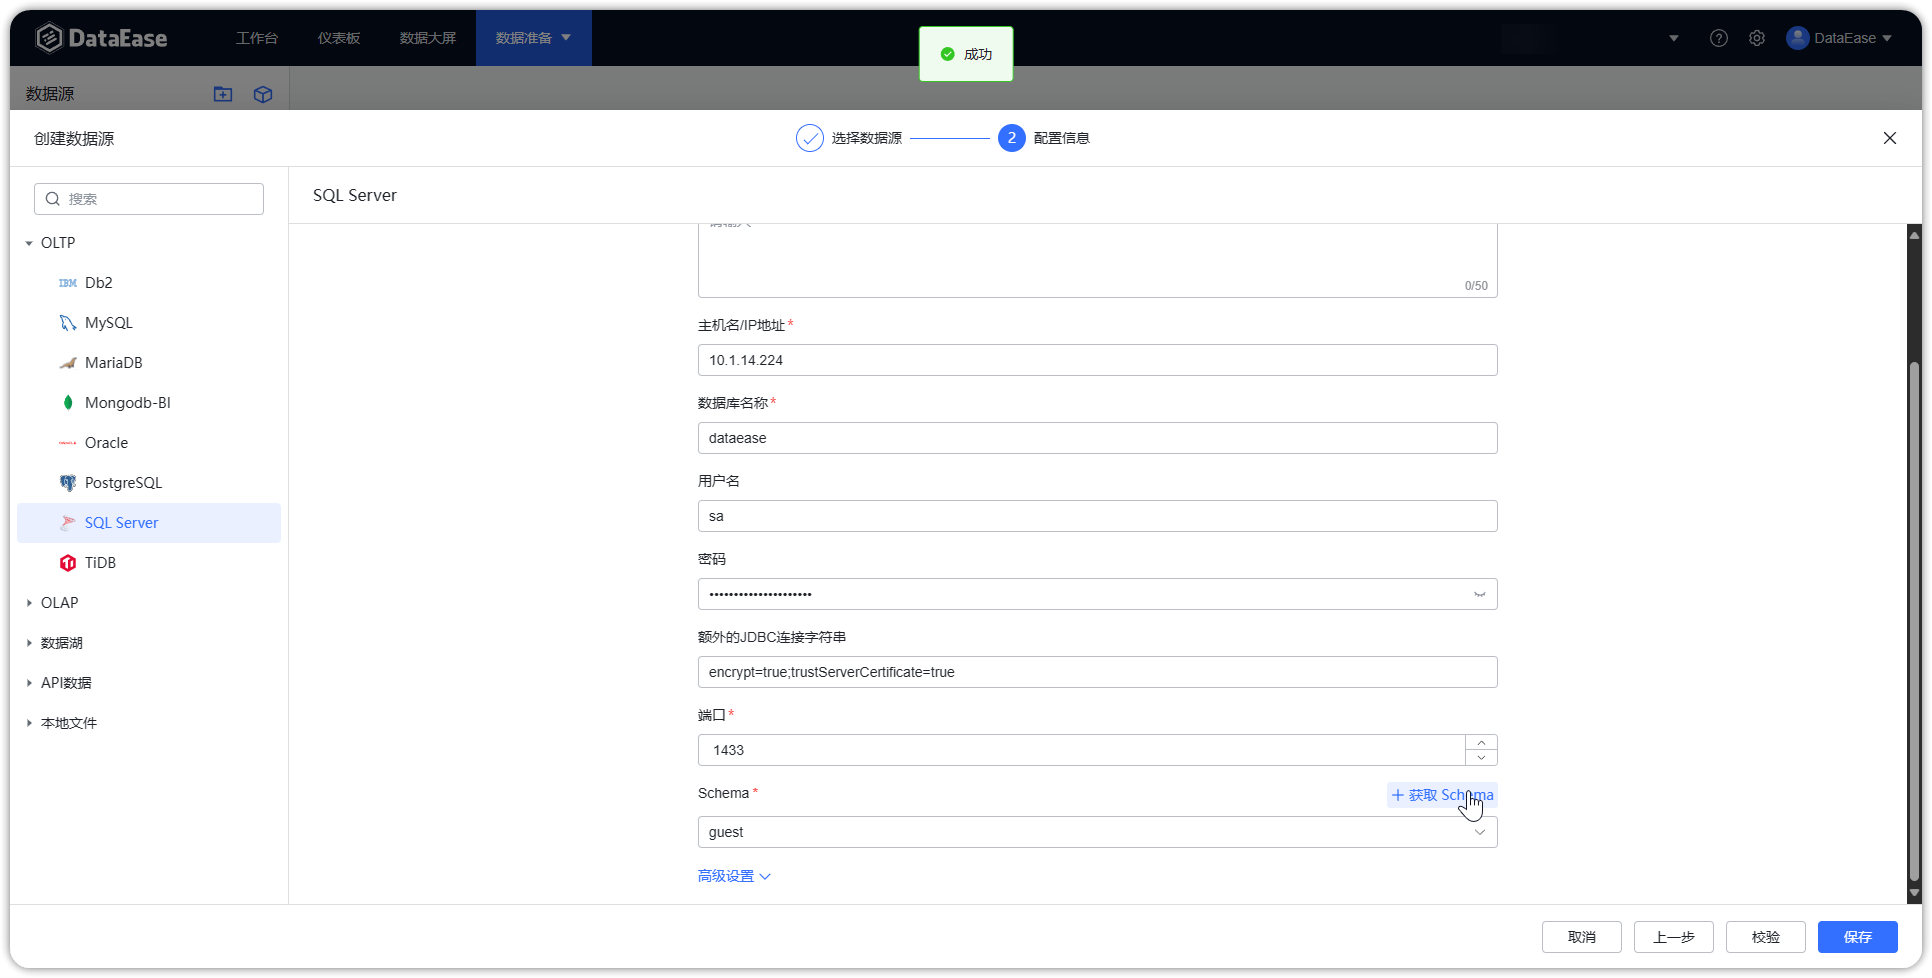 DataEase
工作台
仪表板
数据大屏
数据准备
DataEase
成功
数据源
创建数据源
选择数据源
2
配置信息
搜索
SQL Server
OLTP
IBM Db2
MySQL
MariaDB
Mongodb-BI
Oracle
PostgreSQL
SQL Server
TiDB
OLAP
数据湖
API数据
本地文件
请输入
0/50
主机名/IP地址*
10.1.14.224
数据库名称*
dataease
用户名
sa
密码
•••••••••••••••••••••
额外的JDBC连接字符串
encrypt=true;trustServerCertificate=true
端口*
1433
Schema *
+ 获取 Schema
guest
高级设置
取消
上一步
校验
保存